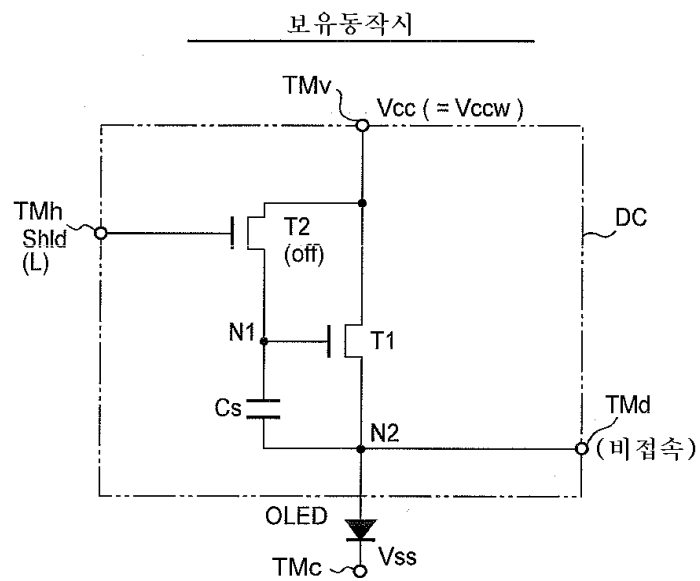 보유동작시
TMv
Vcc ( = Vccw )
TMh
Shld
(L)
T2
(off)
DC
N1
T1
Cs
N2
TMd
(비접속)
OLED
Vss
TMc